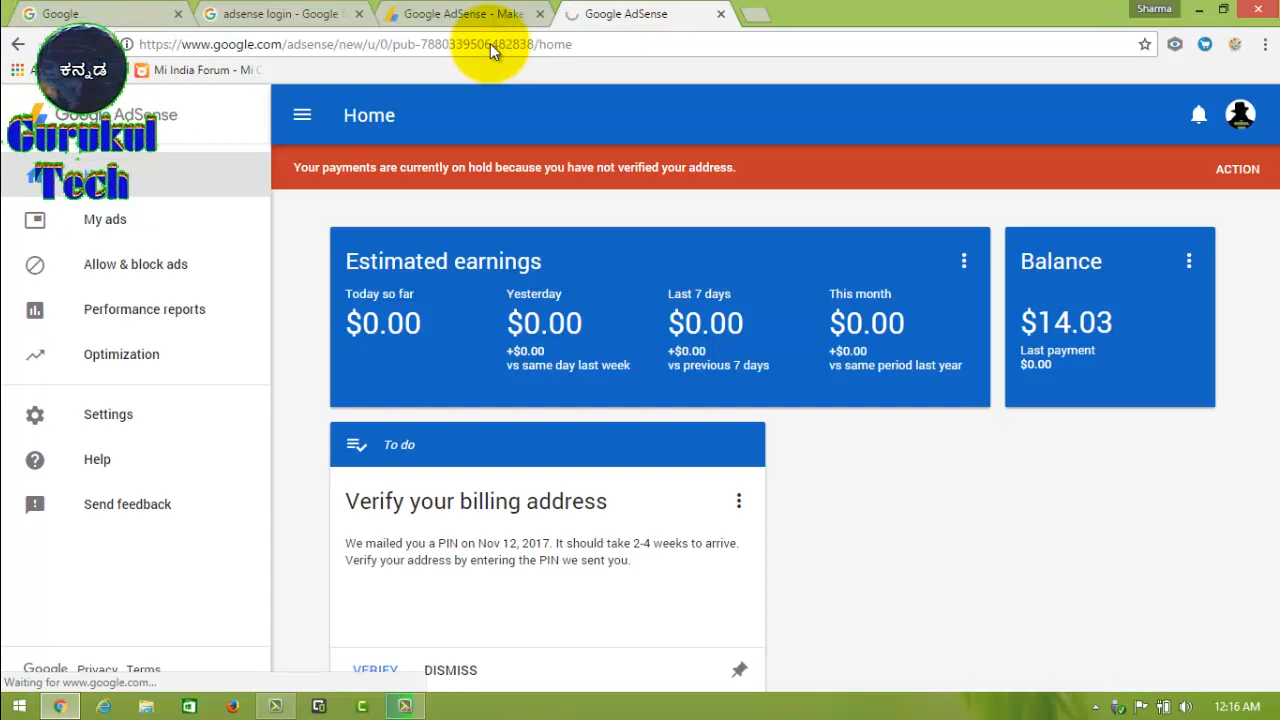 Google
adsense login - Google
Google AdSense - Make
Google AdSense
Sharma
https://www.google.com/adsense/new/u/0/pub-7880339506482838/home
Mi India Forum - Mi C
ಕನ್ನಡ
Gurukul
Tech
Google AdSense
Home
Your payments are currently on hold because you have not verified your address.
ACTION
My ads
Allow & block ads
Performance reports
Optimization
Settings
Help
Send feedback
Estimated earnings
Today so far
Yesterday
Last 7 days
This month
$0.00
$0.00
$0.00
$0.00
+$0.00
+$0.00
+$0.00
vs same day last week
vs previous 7 days
vs same period last year
Balance
$14.03
Last payment
$0.00
To do
Verify your billing address
We mailed you a PIN on Nov 12, 2017. It should take 2-4 weeks to arrive.
Verify your address by entering the PIN we sent you.
VERIFY
DISMISS
Google Privacy Terms
Waiting for www.google.com...
12:16 AM